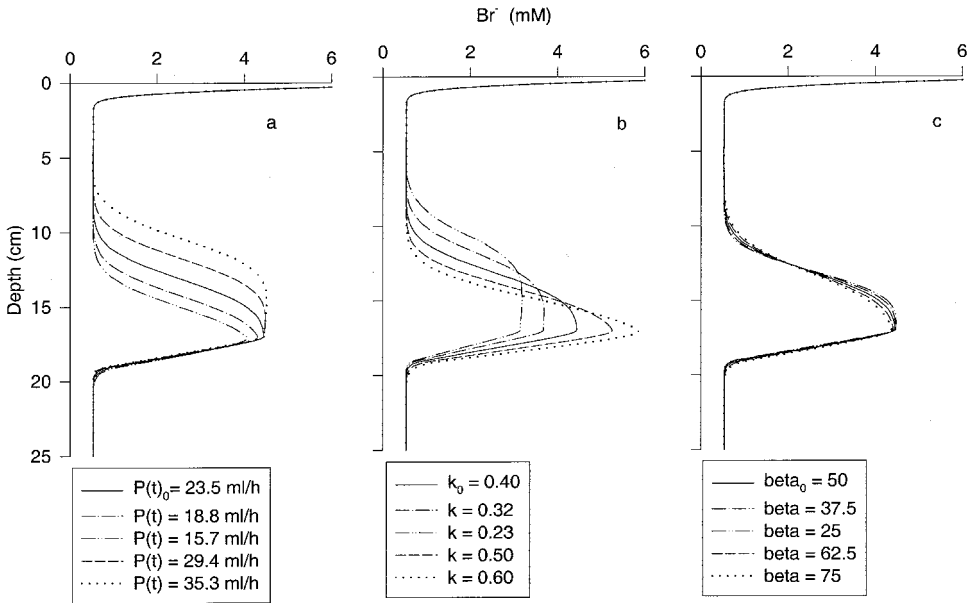 Br⁻ (mM)
0 2 4 6
0 2 4 6
0 2 4 6
0
5
10
15
20
25
Depth (cm)
a
b
c
P(t)₀= 23.5 ml/h
P(t) = 18.8 ml/h
P(t) = 15.7 ml/h
P(t) = 29.4 ml/h
P(t) = 35.3 ml/h
k₀ = 0.40
k = 0.32
k = 0.23
k = 0.50
k = 0.60
beta₀ = 50
beta = 37.5
beta = 25
beta = 62.5
beta = 75